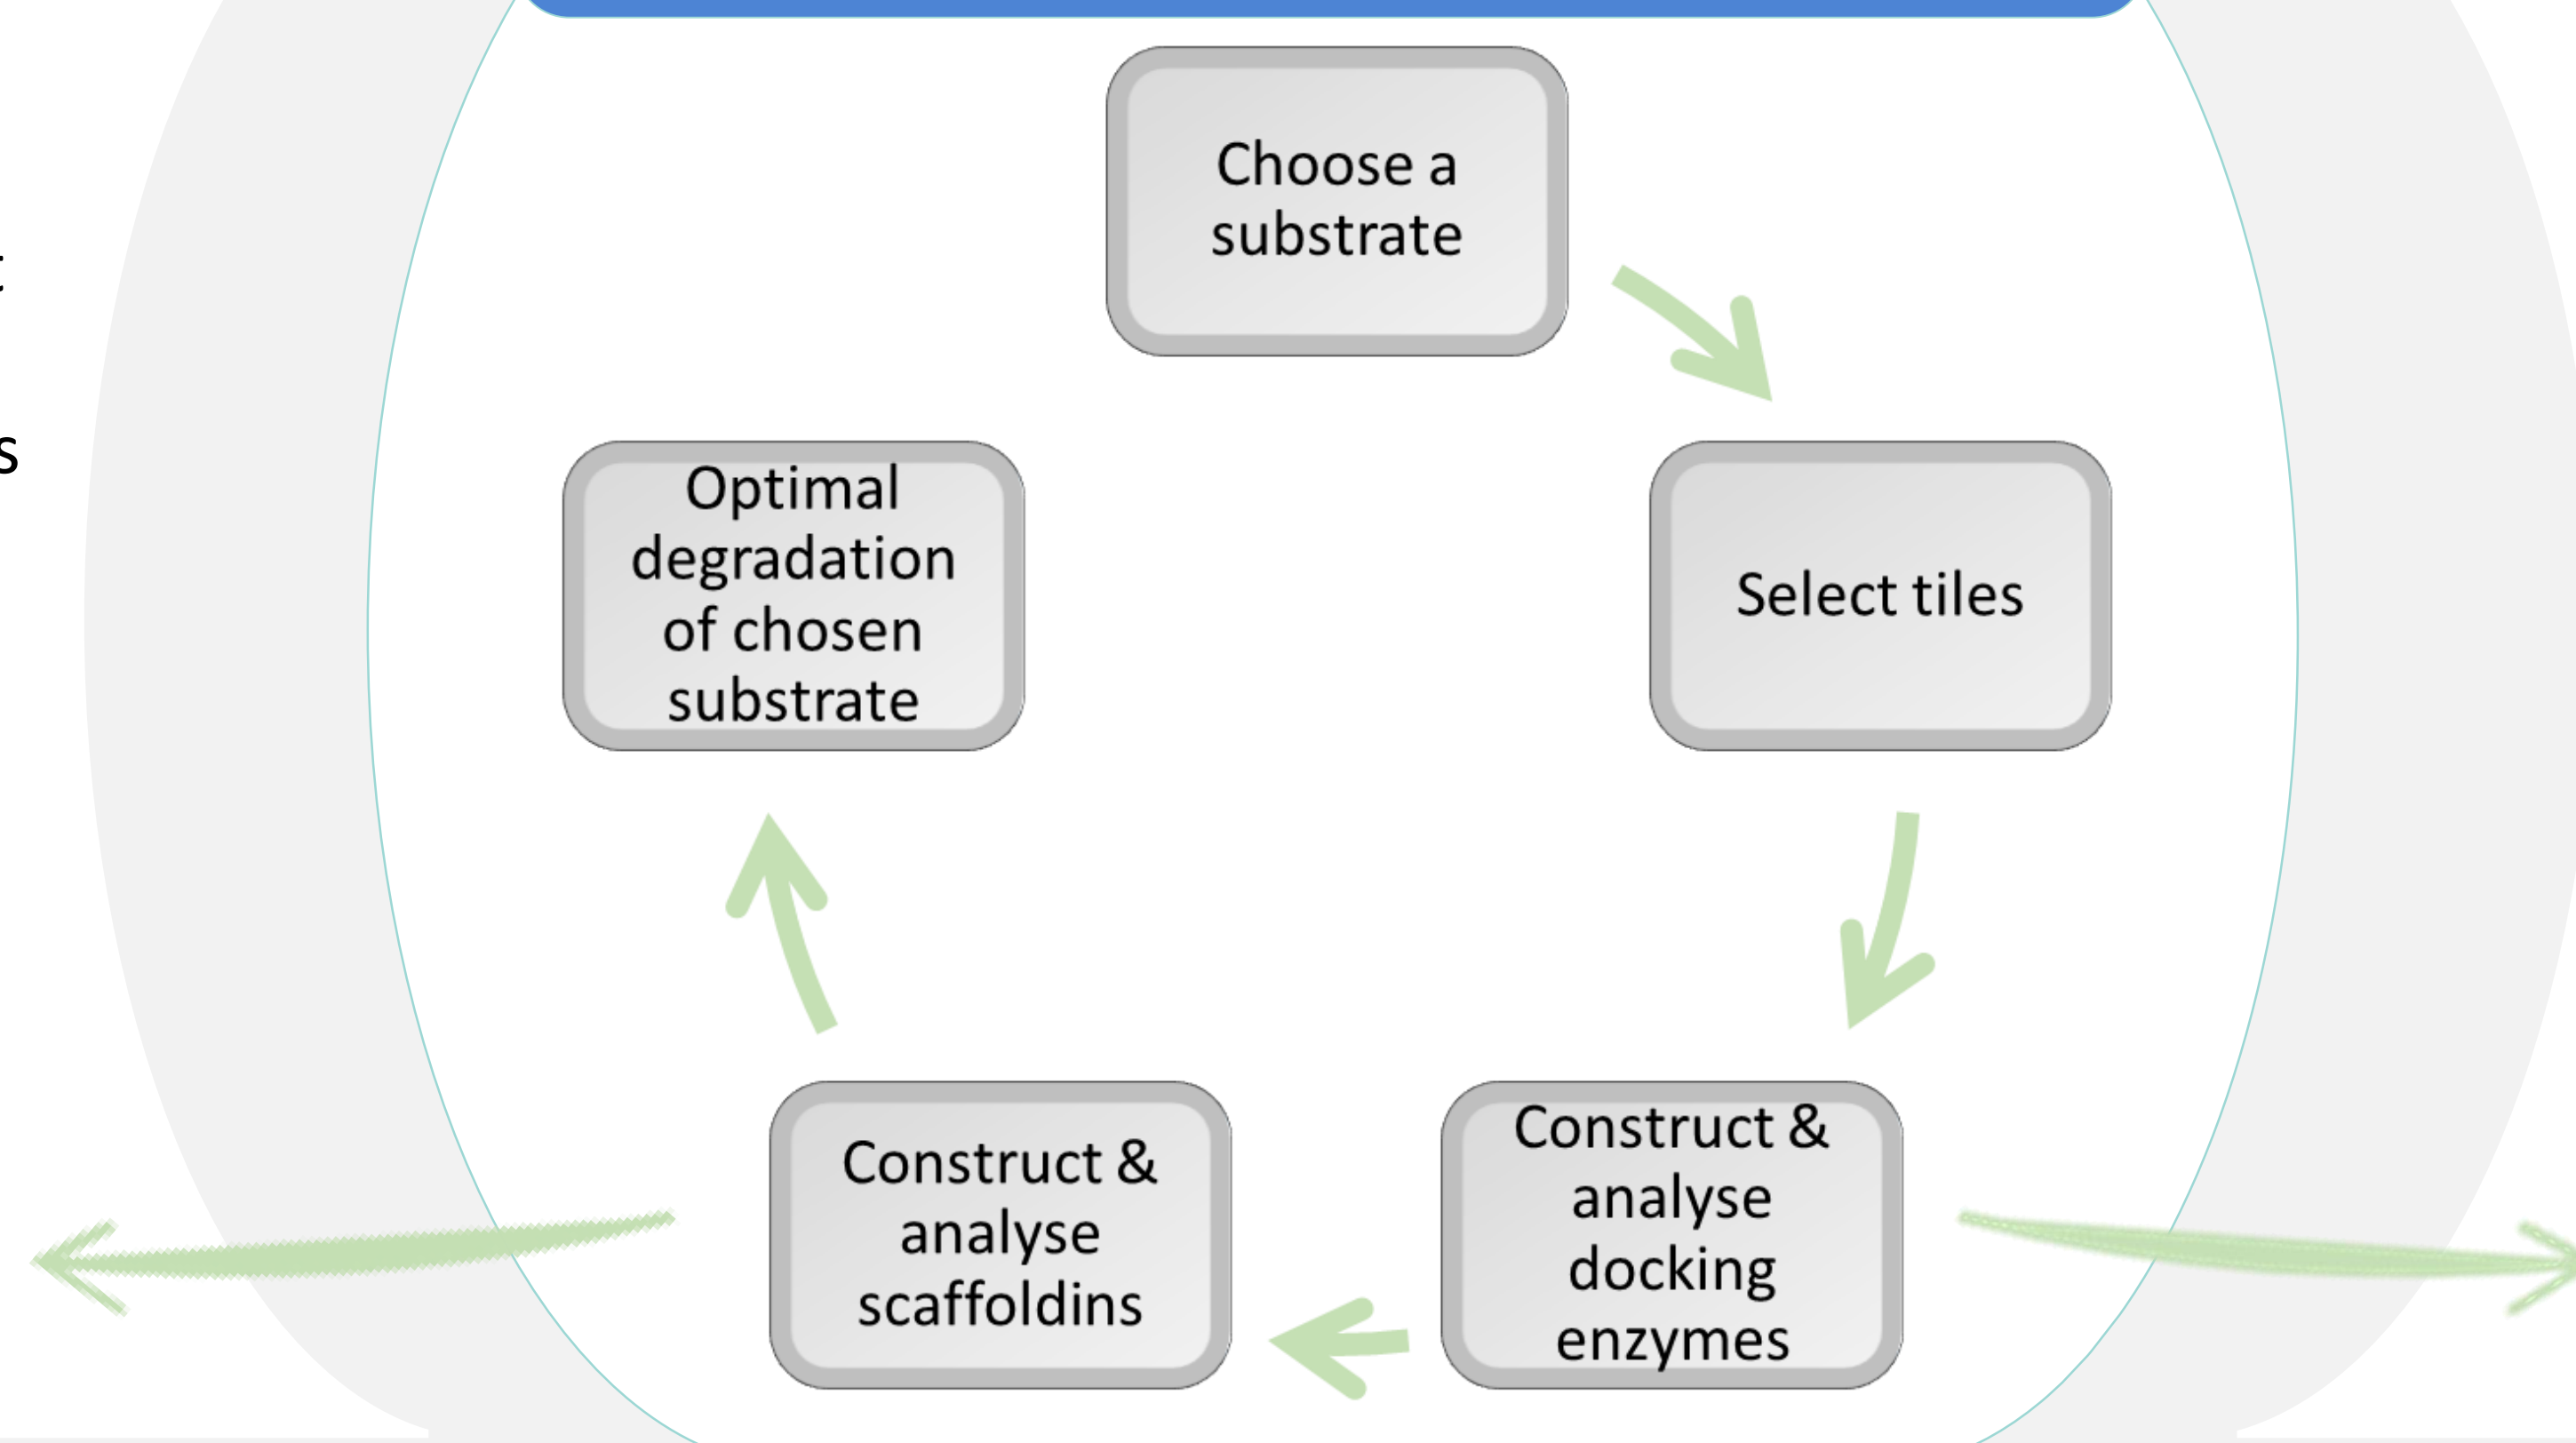 Choose a
substrate
Select tiles
Construct &
analyse
docking
enzymes
Construct &
analyse
scaffoldins
Optimal
degradation
of chosen
substrate